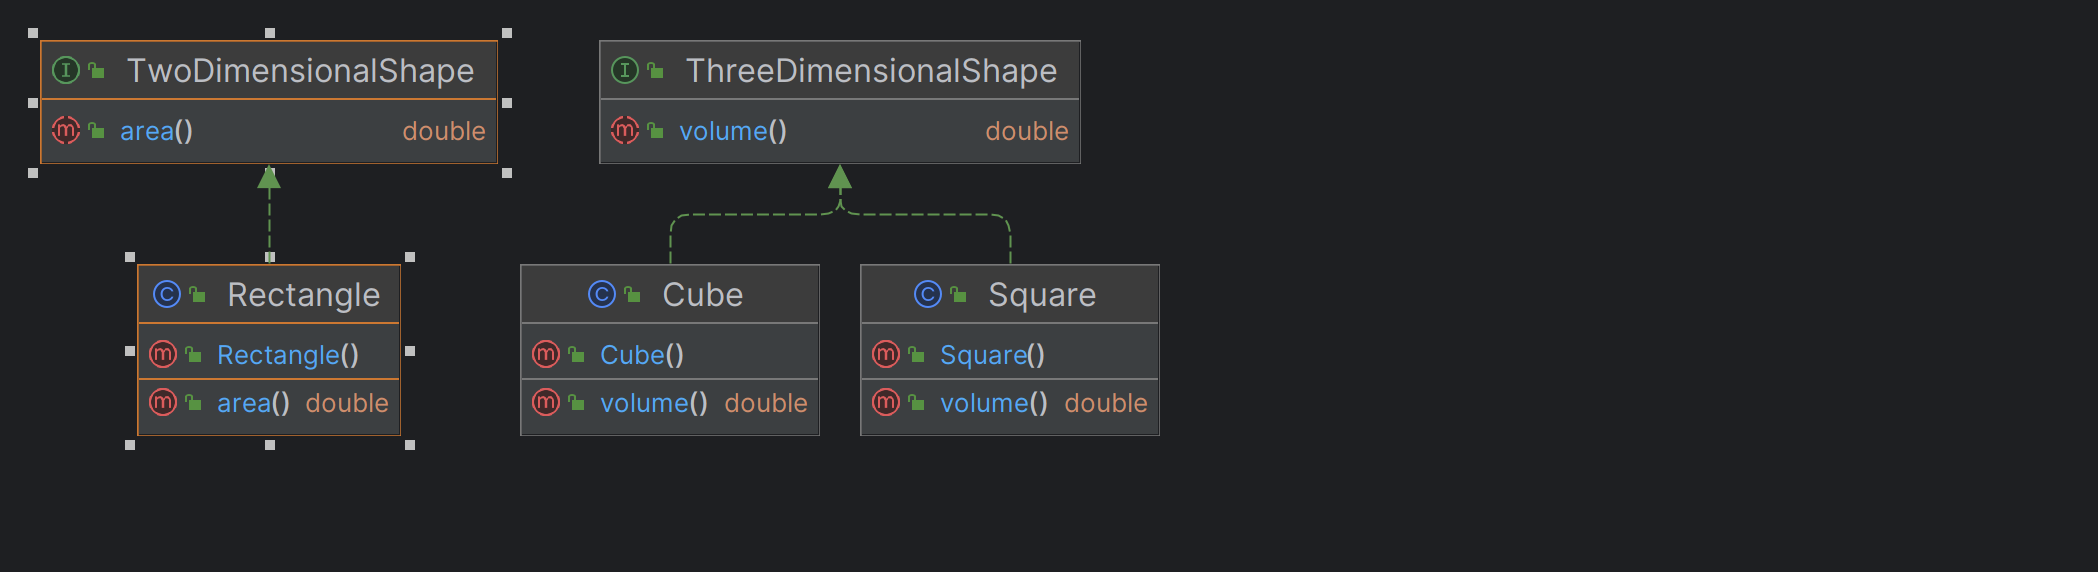 TwoDimensionalShape
area() double
ThreeDimensionalShape
volume() double
Rectangle
Rectangle()
area() double
Cube
Cube()
volume() double
Square
Square()
volume() double